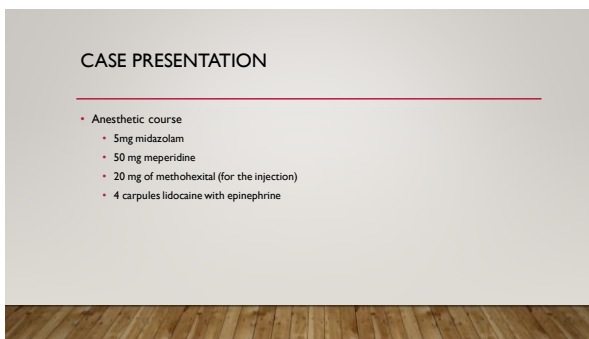 CASE PRESENTATION
• Anesthetic course
• 5mg midazolam
• 50 mg meperidine
• 20 mg of methohexital (for the injection)
• 4 carpules lidocaine with epinephrine